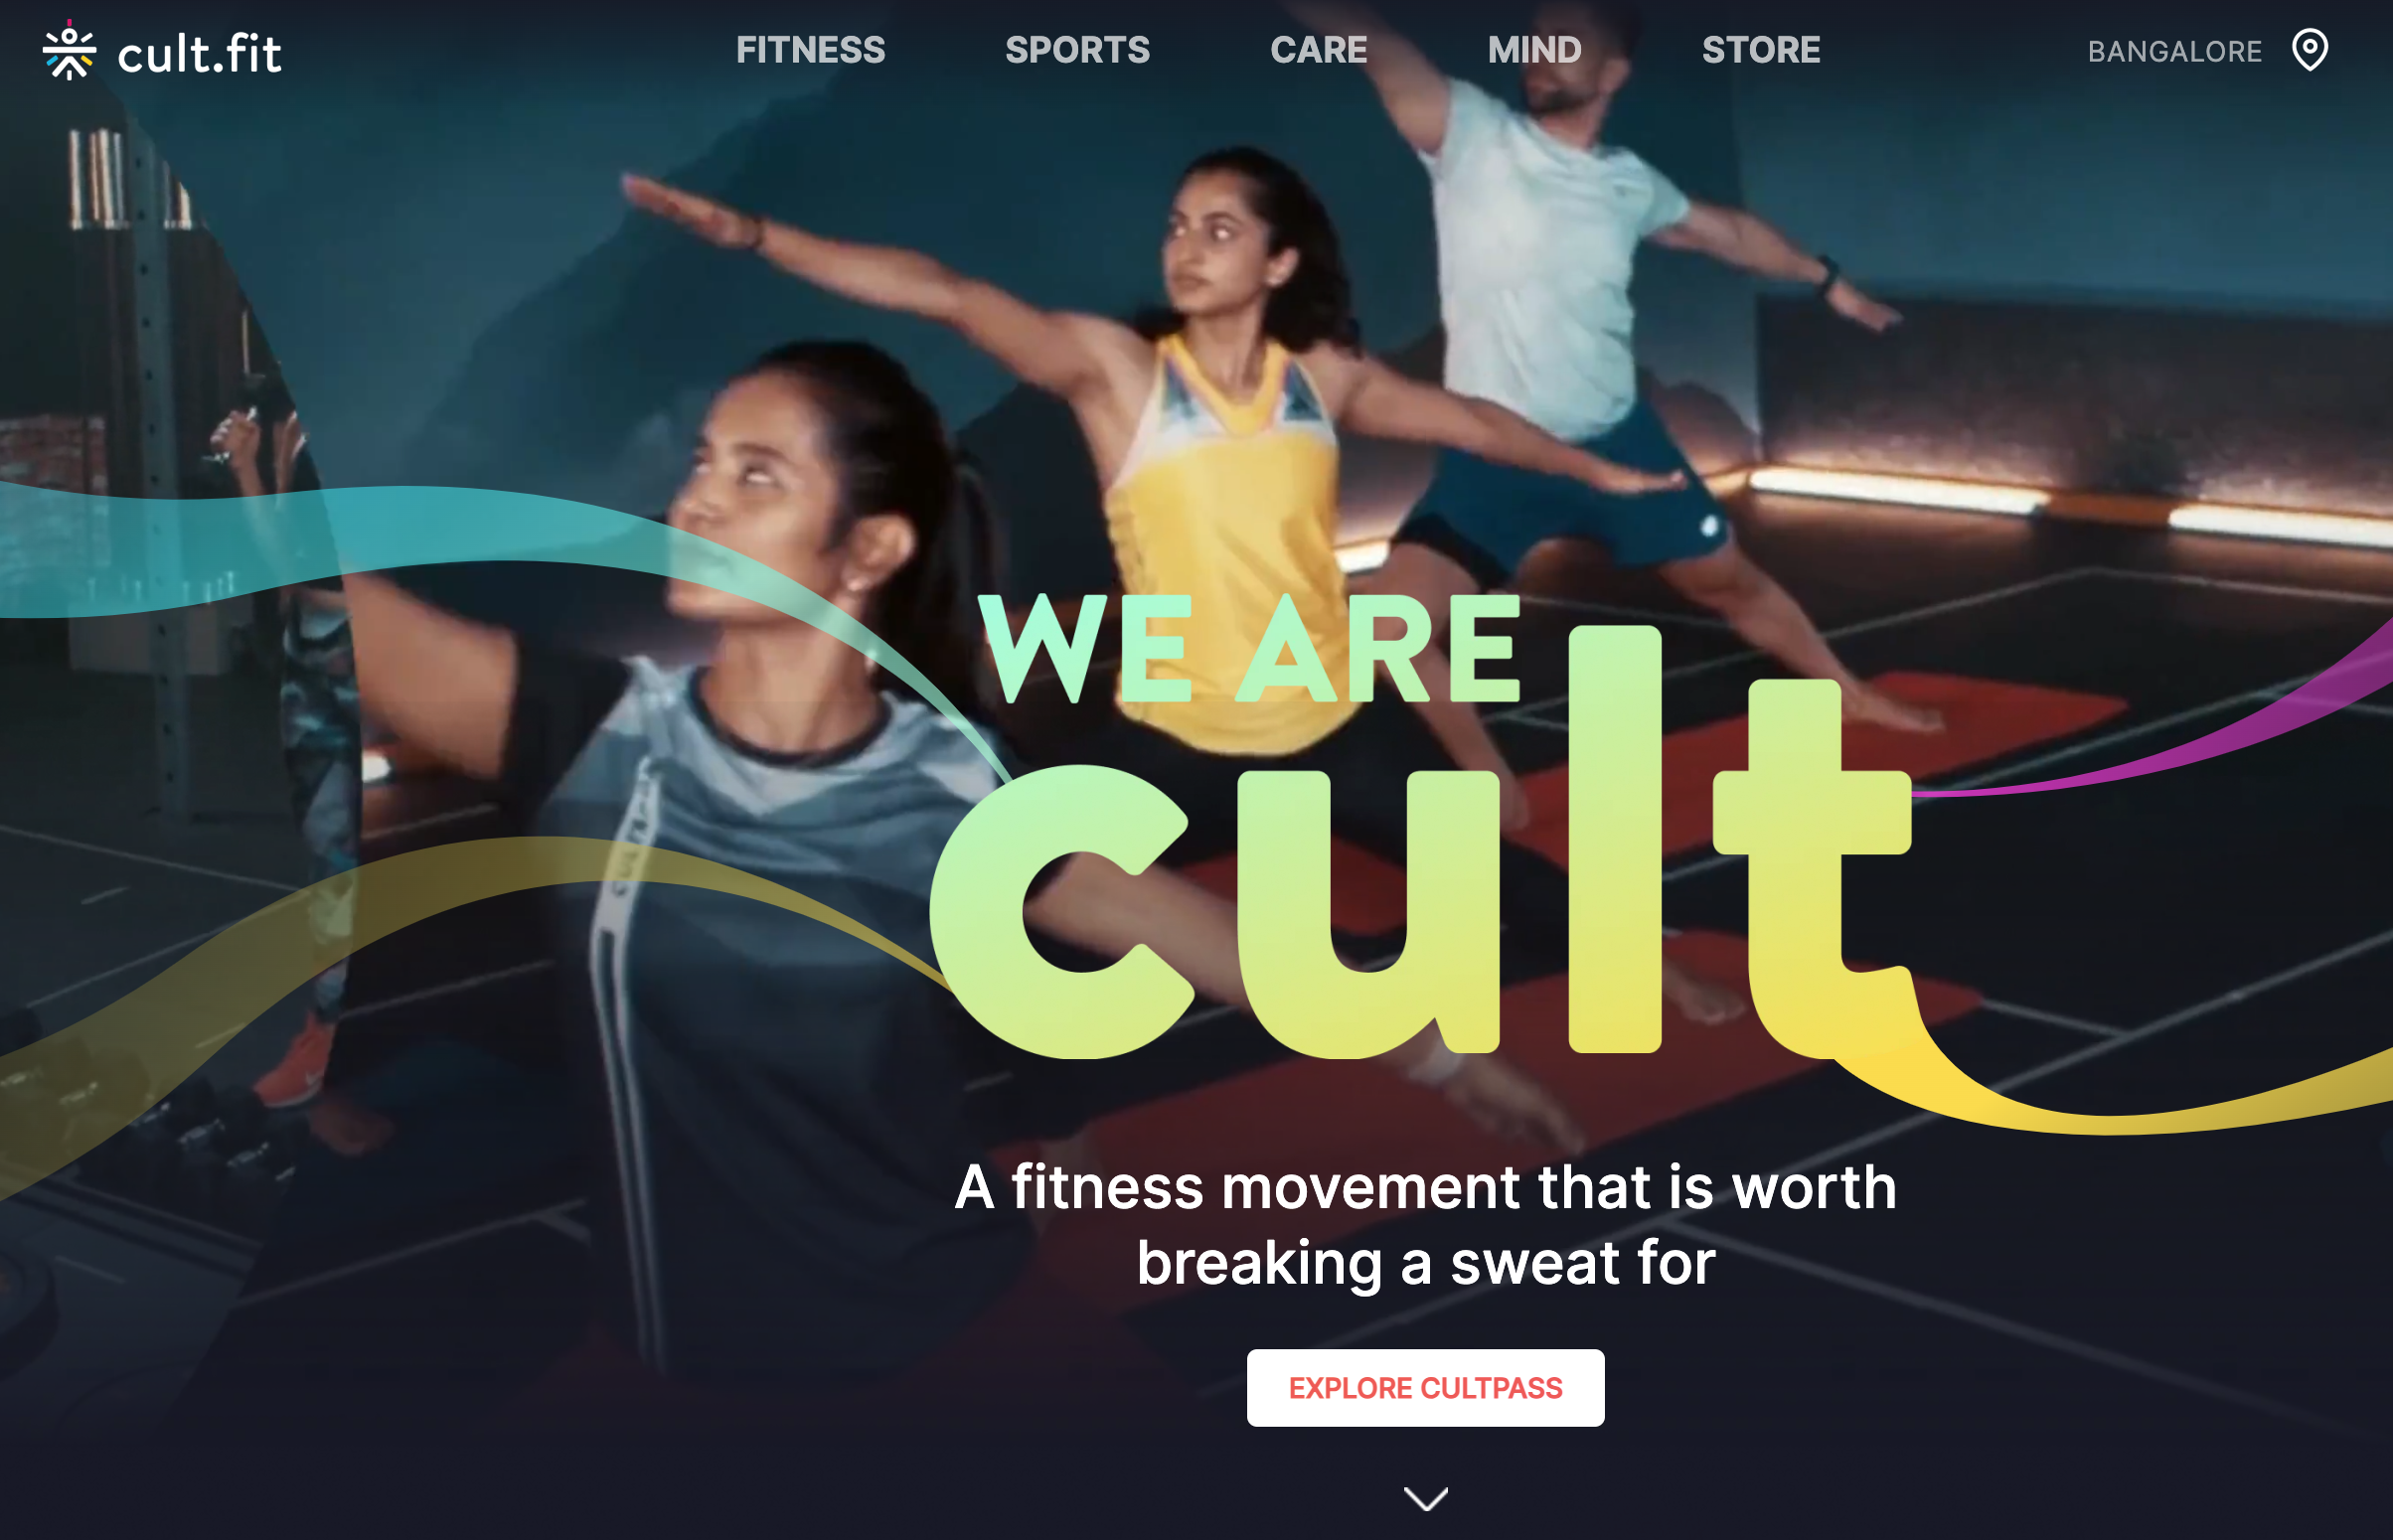 cult.fit
FITNESS
SPORTS
CARE
MIND
STORE
BANGALORE
WE ARE
cult
A fitness movement that is worth
breaking a sweat for
EXPLORE CULTPASS